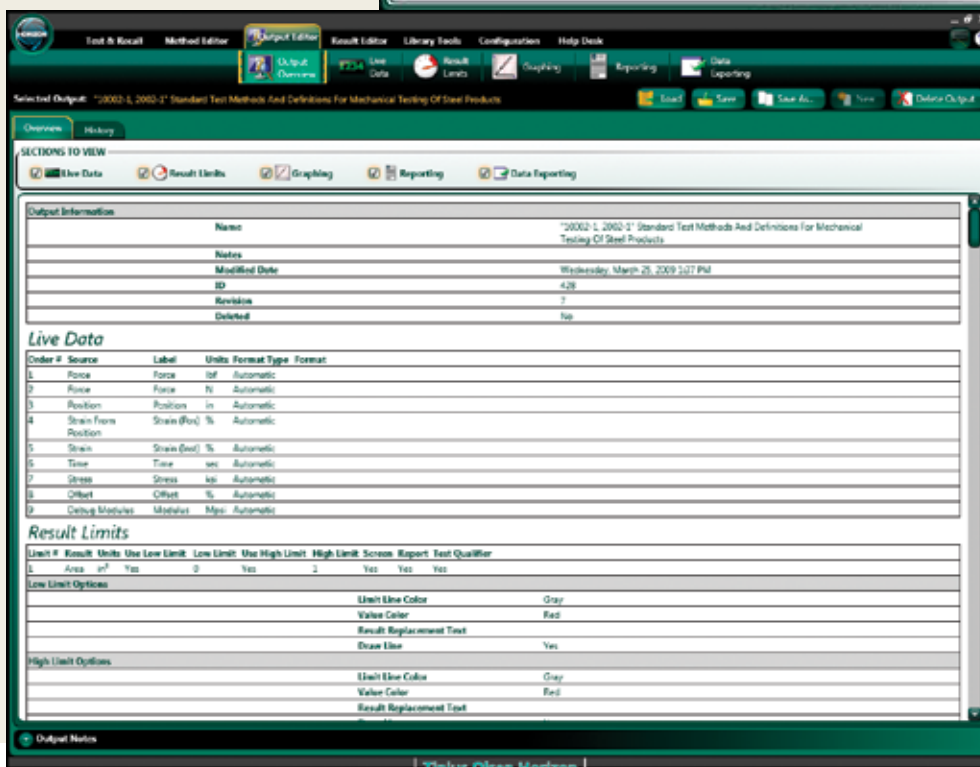 HORIZON
Test & Recall Method Editor Output Editor Result Editor Library Tools Configuration Help Desk
Output Overview Live Data Result Limits Graphing Reporting Data Exporting
Selected Output: "10002-1, 2002-1" Standard Test Methods And Definitions For Mechanical Testing Of Steel Products Load Save Save As... New Delete Output
Overview History
SECTIONS TO VIEW
Live Data Result Limits Graphing Reporting Data Exporting
Output Information
Name "10002-1, 2002-1" Standard Test Methods And Definitions For Mechanical
Testing Of Steel Products
Notes
Modified Date Wednesday, March 25, 2009 PM
ID 428
Revision 7
Deleted No
Live Data
Order # Source Label Units Format Type Format
1 Force Force lbf Automatic
2 Force Force N Automatic
3 Position Position in Automatic
4 Strain From Strain (Pos) % Automatic
Position
5 Strain Strain (Inst) % Automatic
6 Time Time sec Automatic
7 Stress Stress ksi Automatic
8 Offset Offset % Automatic
9 Debug Modulus Modulus Mpsi Automatic
Result Limits
Limit # Result Units Use Low Limit Low Limit Use High Limit High Limit Screen Report Test Qualifier
1 Area in² Yes 0 Yes 1 Yes Yes Yes
Low Limit Options
Limit Line Color Gray
Value Color Red
Result Replacement Text
Draw Line Yes
High Limit Options
Limit Line Color Gray
Value Color Red
Result Replacement Text
Output Notes
Tinius Olsen Horizon